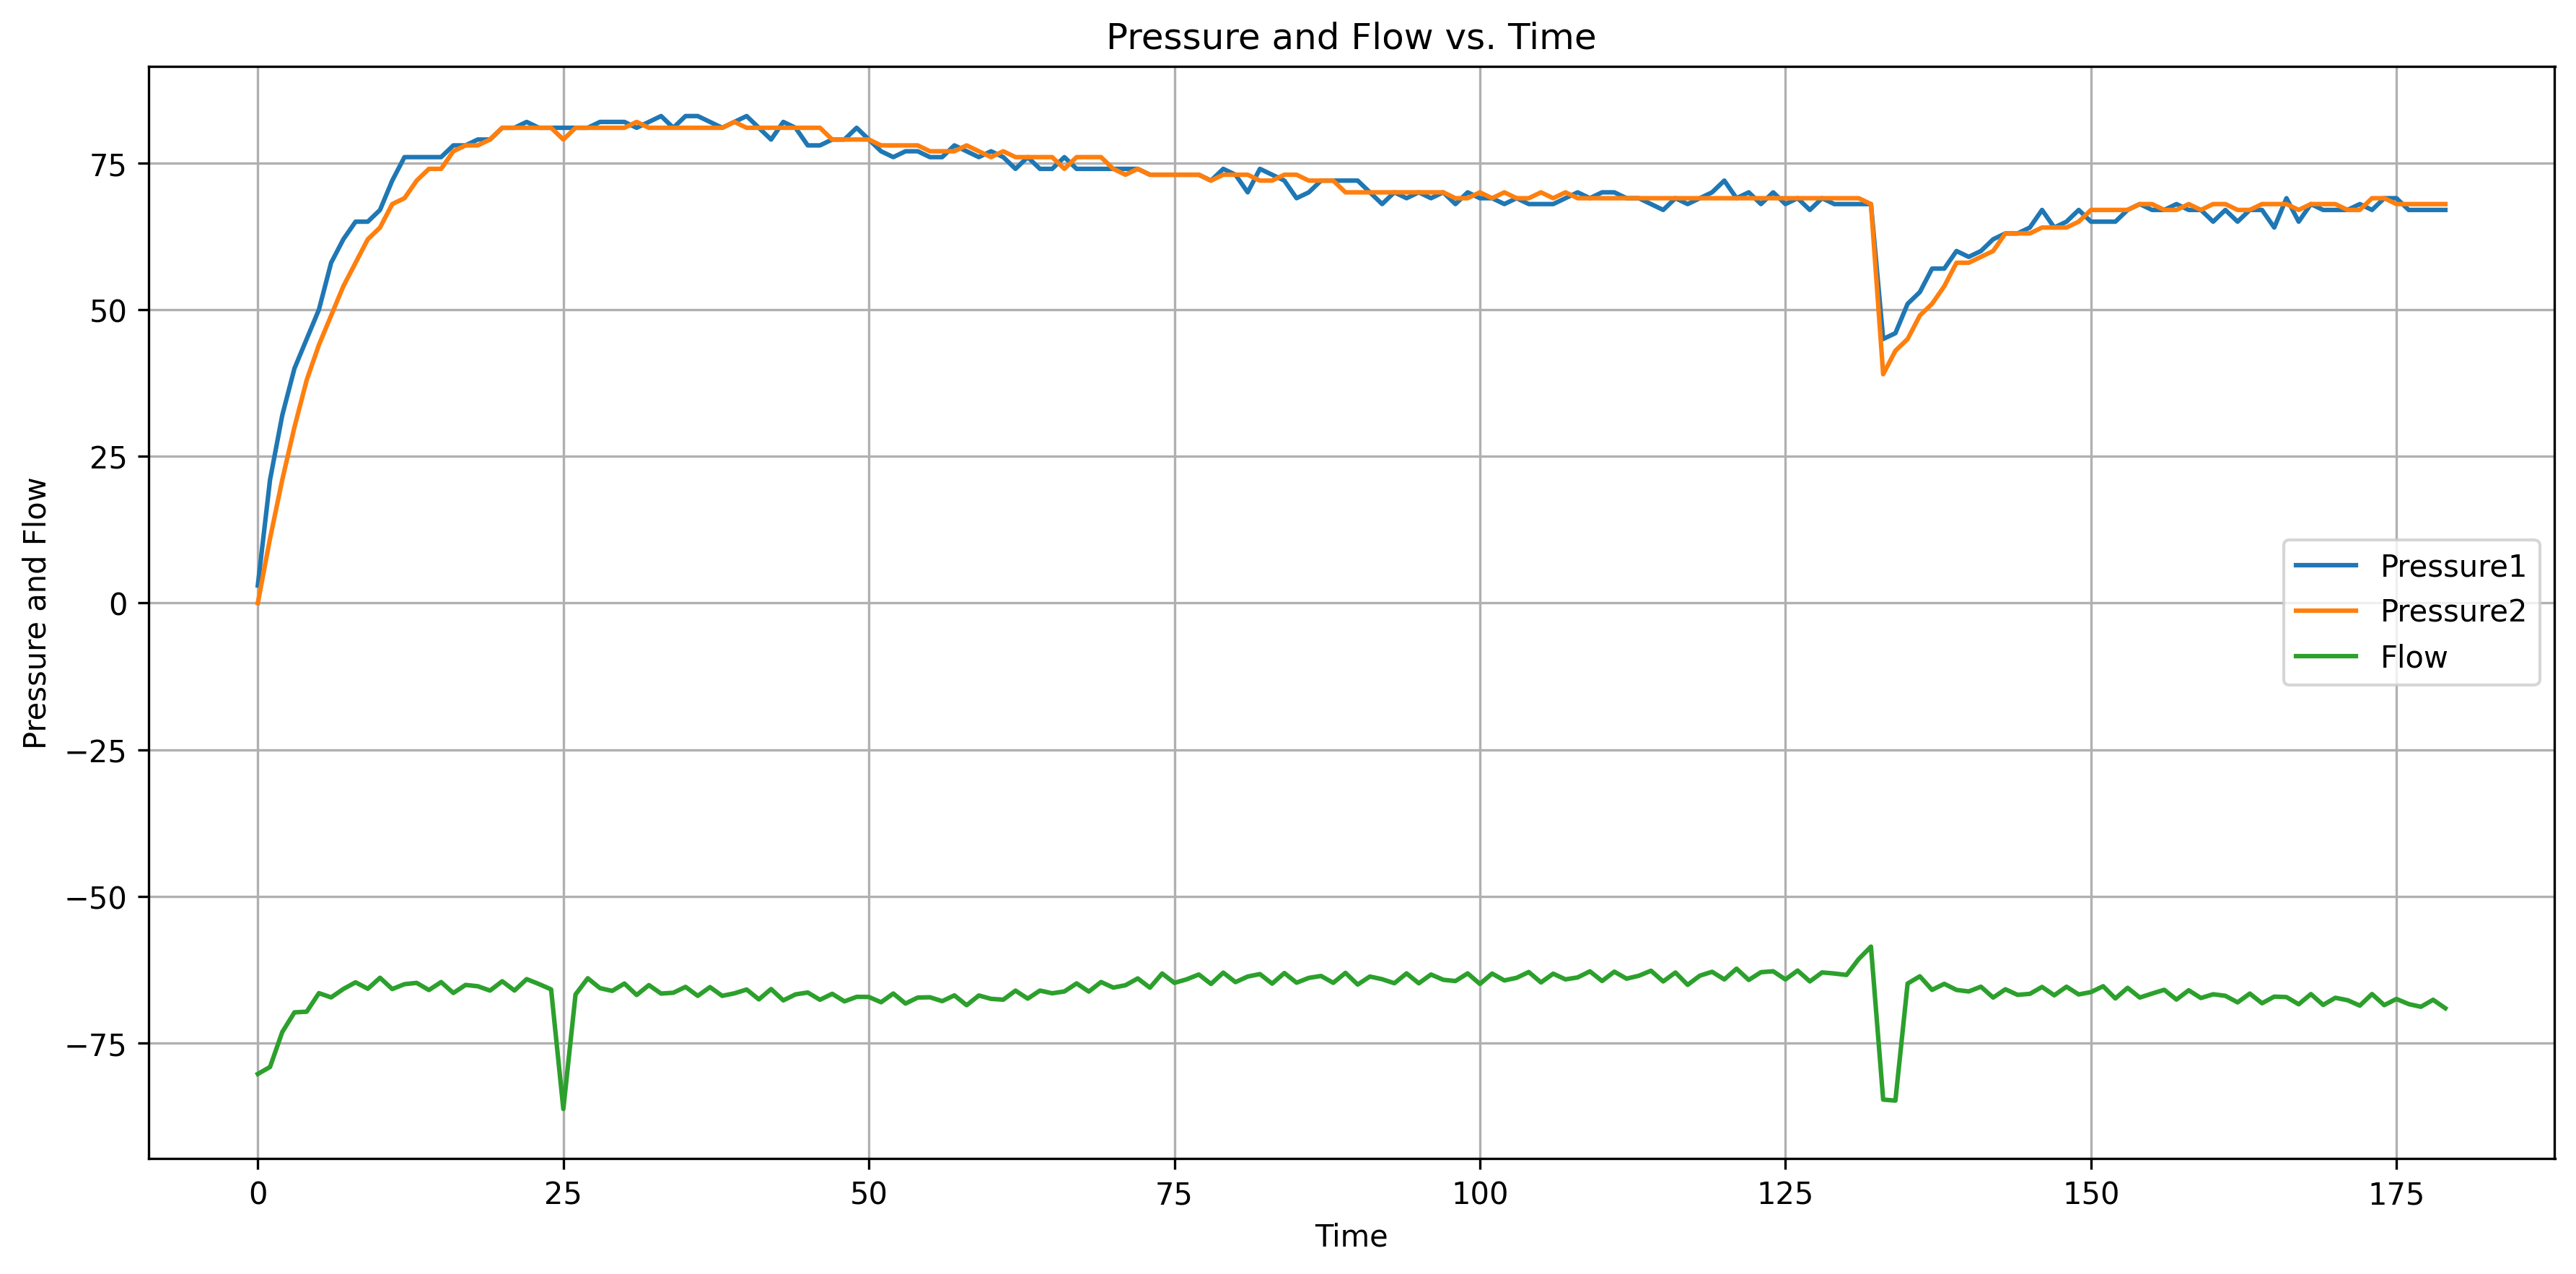 Pressure and Flow vs. Time
Pressure and Flow
75
50
25
0
−25
−50
−75
Pressure1
Pressure2
Flow
0 25 50 75 100 125 150 175
Time